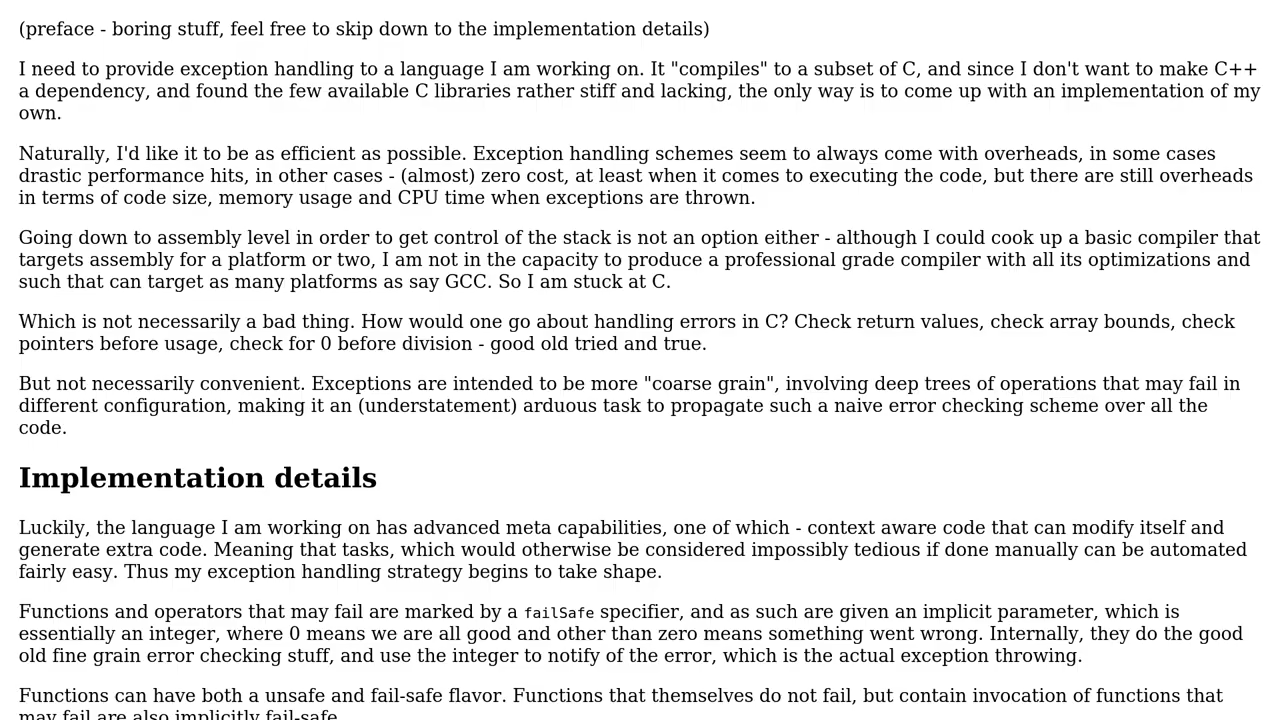 (preface - boring stuff, feel free to skip down to the implementation details)
I need to provide exception handling to a language I am working on. It "compiles" to a subset of C, and since I don't want to make C++
a dependency, and found the few available C libraries rather stiff and lacking, the only way is to come up with an implementation of my
own.
Naturally, I'd like it to be as efficient as possible. Exception handling schemes seem to always come with overheads, in some cases
drastic performance hits, in other cases - (almost) zero cost, at least when it comes to executing the code, but there are still overheads
in terms of code size, memory usage and CPU time when exceptions are thrown.
Going down to assembly level in order to get control of the stack is not an option either - although I could cook up a basic compiler that
targets assembly for a platform or two, I am not in the capacity to produce a professional grade compiler with all its optimizations and
such that can target as many platforms as say GCC. So I am stuck at C.
Which is not necessarily a bad thing. How would one go about handling errors in C? Check return values, check array bounds, check
pointers before usage, check for 0 before division - good old tried and true.
But not necessarily convenient. Exceptions are intended to be more "coarse grain", involving deep trees of operations that may fail in
different configuration, making it an (understatement) arduous task to propagate such a naive error checking scheme over all the
code.
Implementation details
Luckily, the language I am working on has advanced meta capabilities, one of which - context aware code that can modify itself and
generate extra code. Meaning that tasks, which would otherwise be considered impossibly tedious if done manually can be automated
fairly easy. Thus my exception handling strategy begins to take shape.
Functions and operators that may fail are marked by a failSafe specifier, and as such are given an implicit parameter, which is
essentially an integer, where 0 means we are all good and other than zero means something went wrong. Internally, they do the good
old fine grain error checking stuff, and use the integer to notify of the error, which is the actual exception throwing.
Functions can have both a unsafe and fail-safe flavor. Functions that themselves do not fail, but contain invocation of functions that
may fail are also implicitly fail-safe.